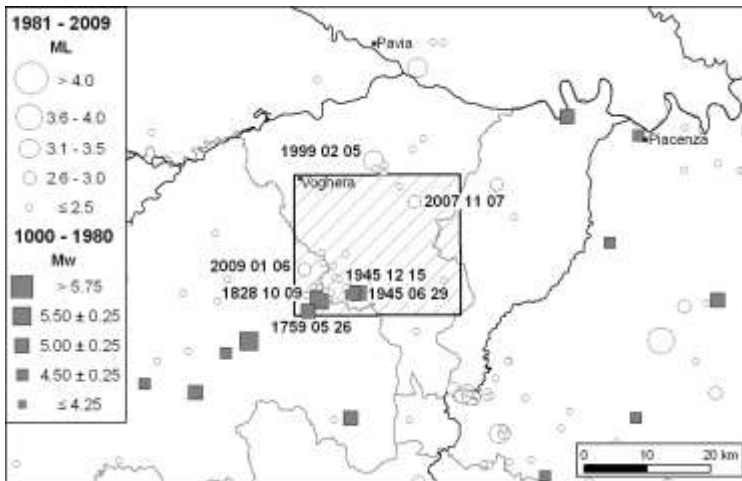 1981 - 2009
ML
> 4.0
3.6 - 4.0
3.1 - 3.5
2.6 - 3.0
≤ 2.5
1000 - 1980
Mw
> 5.75
5.50 ± 0.25
5.00 ± 0.25
4.50 ± 0.25
≤ 4.25
Pavia
Piacenza
1999 02 05
Voghera
2007 11 07
2009 01 06
1945 12 15
1828 10 09
1945 06 29
1759 05 26
0 10 20 km